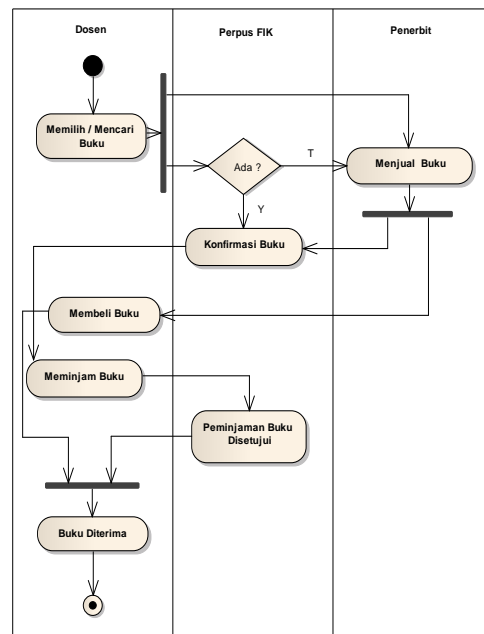 Dosen
Perpus FIK
Penerbit
Memilih / Mencari
Buku
Ada ?
T
Menjual Buku
Y
Konfirmasi Buku
Membeli Buku
Meminjam Buku
Peminjaman Buku
Disetujui
Buku Diterima